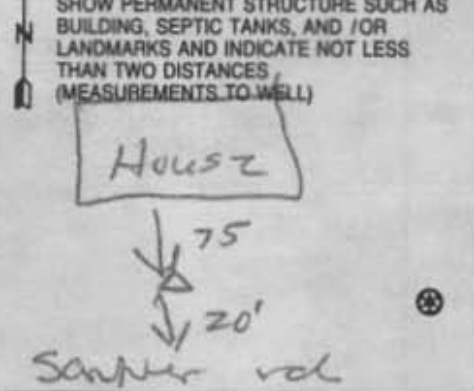 SHOW PERMANENT STRUCTURE SUCH AS
N BUILDING, SEPTIC TANKS, AND /OR
LANDMARKS AND INDICATE NOT LESS
THAN TWO DISTANCES
(MEASUREMENTS TO WELL)
House
75
20'
rd